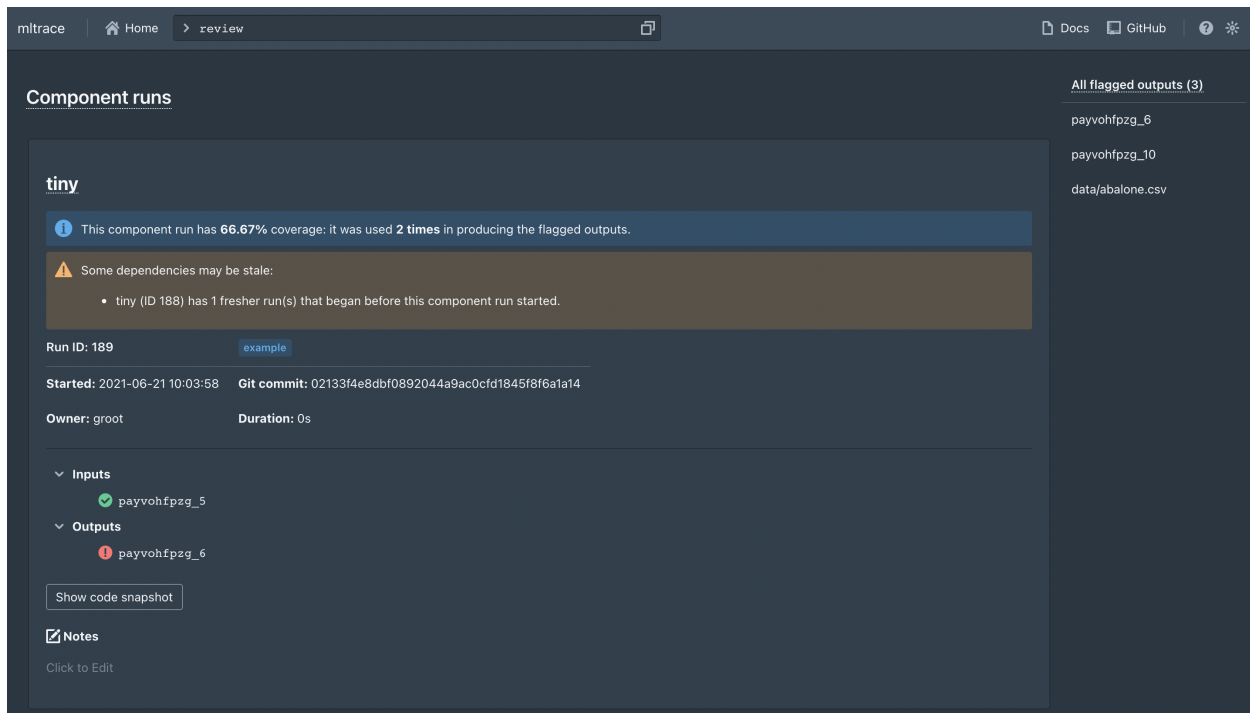 mltrace
Home
> review
Docs
GitHub
?
Component runs
All flagged outputs (3)
payvohfpzg_6
payvohfpzg_10
data/abalone.csv
tiny
This component run has 66.67% coverage: it was used 2 times in producing the flagged outputs.
Some dependencies may be stale:
• tiny (ID 188) has 1 fresher run(s) that began before this component run started.
Run ID: 189
example
Started: 2021-06-21 10:03:58
Git commit: 02133f4e8dbf0892044a9ac0cfd1845f8f6a1a14
Owner: groot
Duration: 0s
Inputs
payvohfpzg_5
Outputs
payvohfpzg_6
Show code snapshot
Notes
Click to Edit